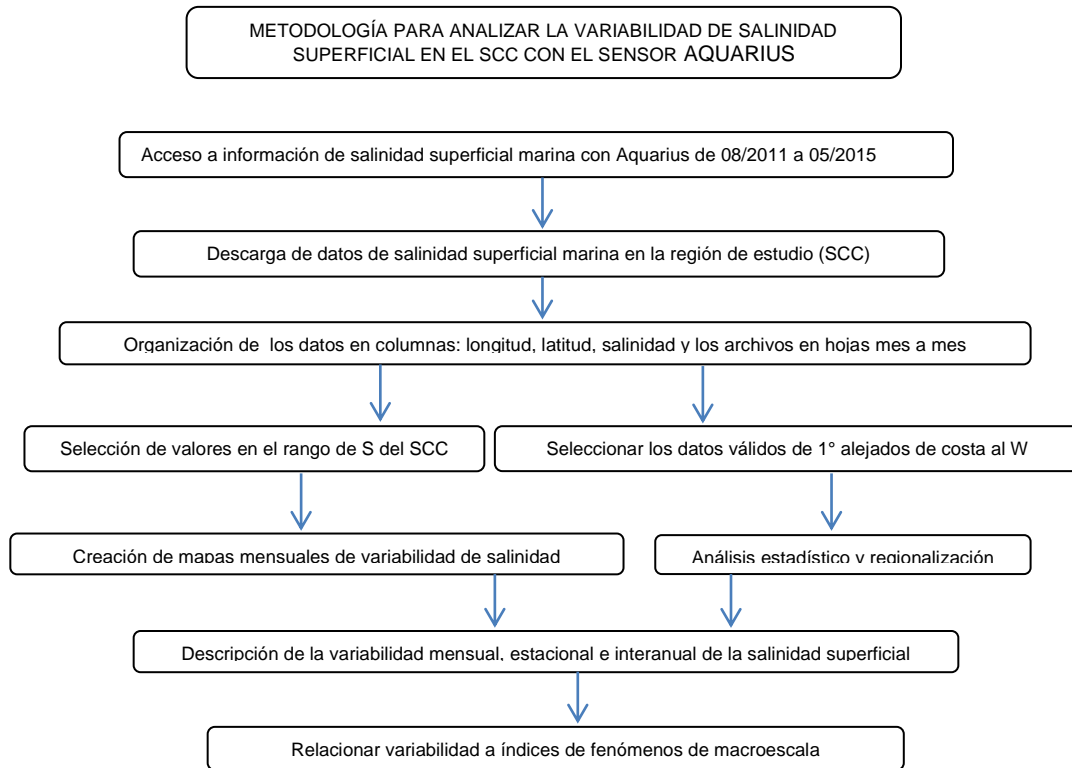 METODOLOGÍA PARA ANALIZAR LA VARIABILIDAD DE SALINIDAD
SUPERFICIAL EN EL SCC CON EL SENSOR AQUARIUS
Acceso a información de salinidad superficial marina con Aquarius de 08/2011 a 05/2015
Descarga de datos de salinidad superficial marina en la región de estudio (SCC)
Organización de los datos en columnas: longitud, latitud, salinidad y los archivos en hojas mes a mes
Selección de valores en el rango de S del SCC
Seleccionar los datos válidos de 1° alejados de costa al W
Creación de mapas mensuales de variabilidad de salinidad
Análisis estadístico y regionalización
Descripción de la variabilidad mensual, estacional e interanual de la salinidad superficial
Relacionar variabilidad a índices de fenómenos de macroescala